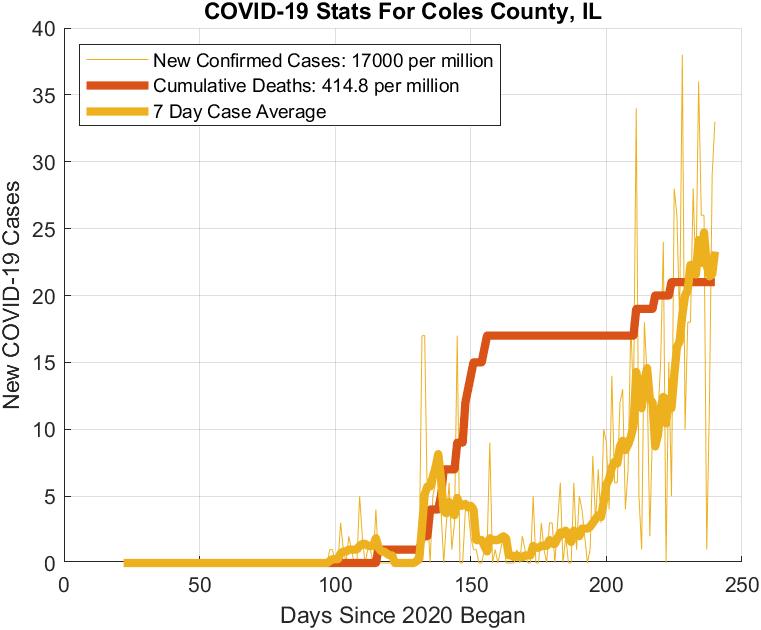 COVID-19 Stats For Coles County, IL
New Confirmed Cases: 17000 per million
Cumulative Deaths: 414.8 per million
7 Day Case Average
New COVID-19 Cases
40
35
30
25
20
15
10
5
0
0 50 100 150 200 250
Days Since 2020 Began